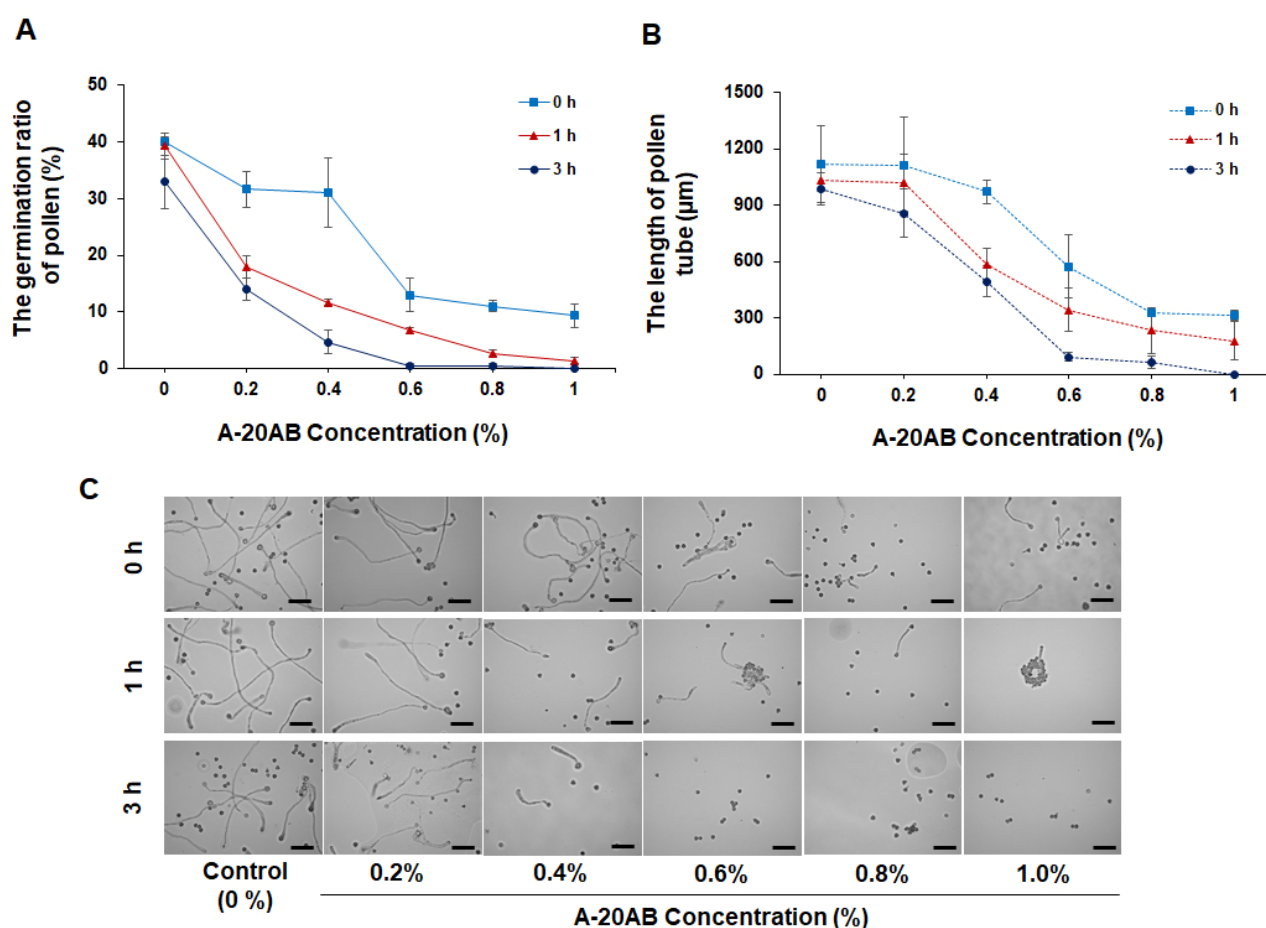 A
The germination ratio
of pollen (%)
50
40
30
20
10
0
0 h
1 h
3 h
0 0.2 0.4 0.6 0.8 1
A-20AB Concentration (%)
B
The length of pollen
tube (μm)
1500
1200
900
600
300
0
0 h
1 h
3 h
0 0.2 0.4 0.6 0.8 1
A-20AB Concentration (%)
C
0 h
1 h
3 h
Control
(0 %)
0.2% 0.4% 0.6% 0.8% 1.0%
A-20AB Concentration (%)